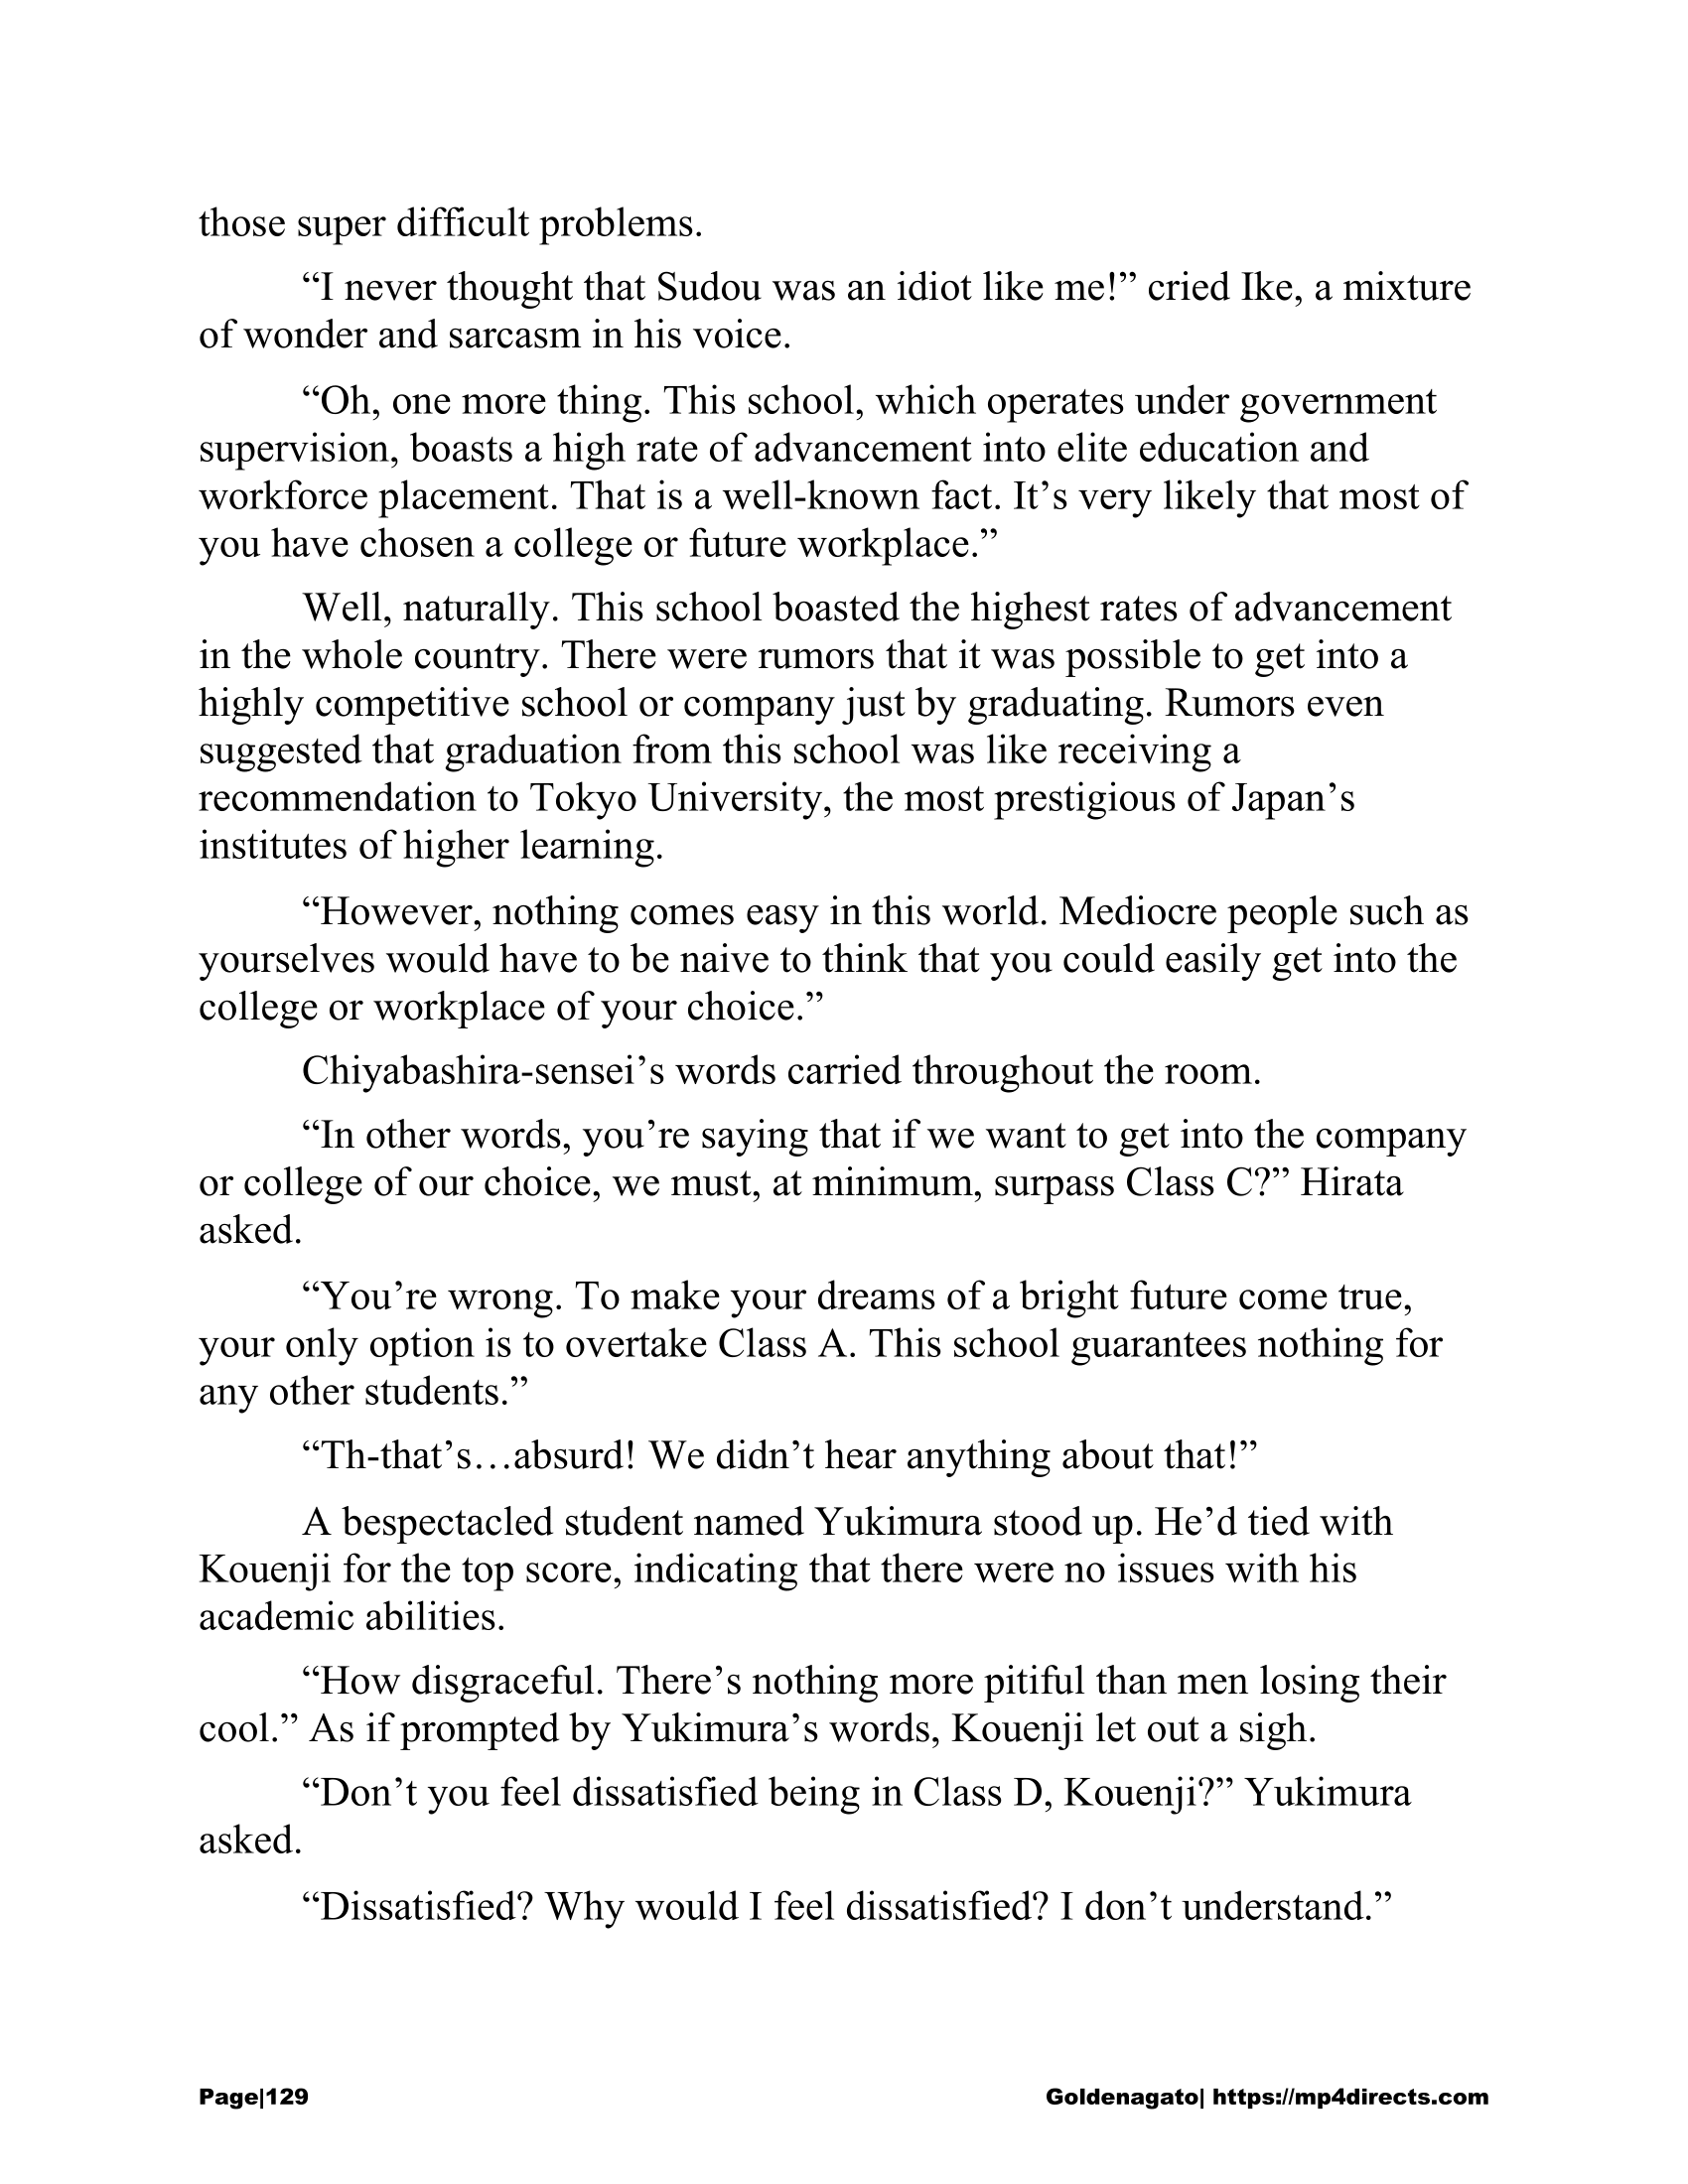 those super difficult problems.
“I never thought that Sudou was an idiot like me!” cried Ike, a mixture
of wonder and sarcasm in his voice.
“Oh, one more thing. This school, which operates under government
supervision, boasts a high rate of advancement into elite education and
workforce placement. That is a well-known fact. It’s very likely that most of
you have chosen a college or future workplace.”
Well, naturally. This school boasted the highest rates of advancement
in the whole country. There were rumors that it was possible to get into a
highly competitive school or company just by graduating. Rumors even
suggested that graduation from this school was like receiving a
recommendation to Tokyo University, the most prestigious of Japan’s
institutes of higher learning.
“However, nothing comes easy in this world. Mediocre people such as
yourselves would have to be naive to think that you could easily get into the
college or workplace of your choice.”
Chiyabashira-sensei’s words carried throughout the room.
“In other words, you’re saying that if we want to get into the company
or college of our choice, we must, at minimum, surpass Class C?” Hirata
asked.
“You’re wrong. To make your dreams of a bright future come true,
your only option is to overtake Class A. This school guarantees nothing for
any other students.”
“Th-that’s…absurd! We didn’t hear anything about that!”
A bespectacled student named Yukimura stood up. He’d tied with
Kouenji for the top score, indicating that there were no issues with his
academic abilities.
“How disgraceful. There’s nothing more pitiful than men losing their
cool.” As if prompted by Yukimura’s words, Kouenji let out a sigh.
“Don’t you feel dissatisfied being in Class D, Kouenji?” Yukimura
asked.
“Dissatisfied? Why would I feel dissatisfied? I don’t understand.”
Page|129 Goldenagato| https://mp4directs.com